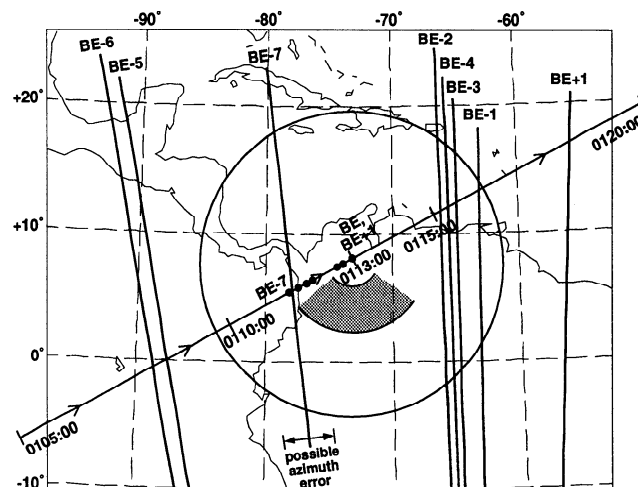 -90° -80° -70° -60°
BE-6
BE-5
BE-7
BE-2
BE-4
BE-3
BE-1
BE+1
+20°
+10°
0°
-10°
0120:00
BE,
BE+1
0115:00
0113:00
BE-7
0110:00
0105:00
possible
azimuth
error